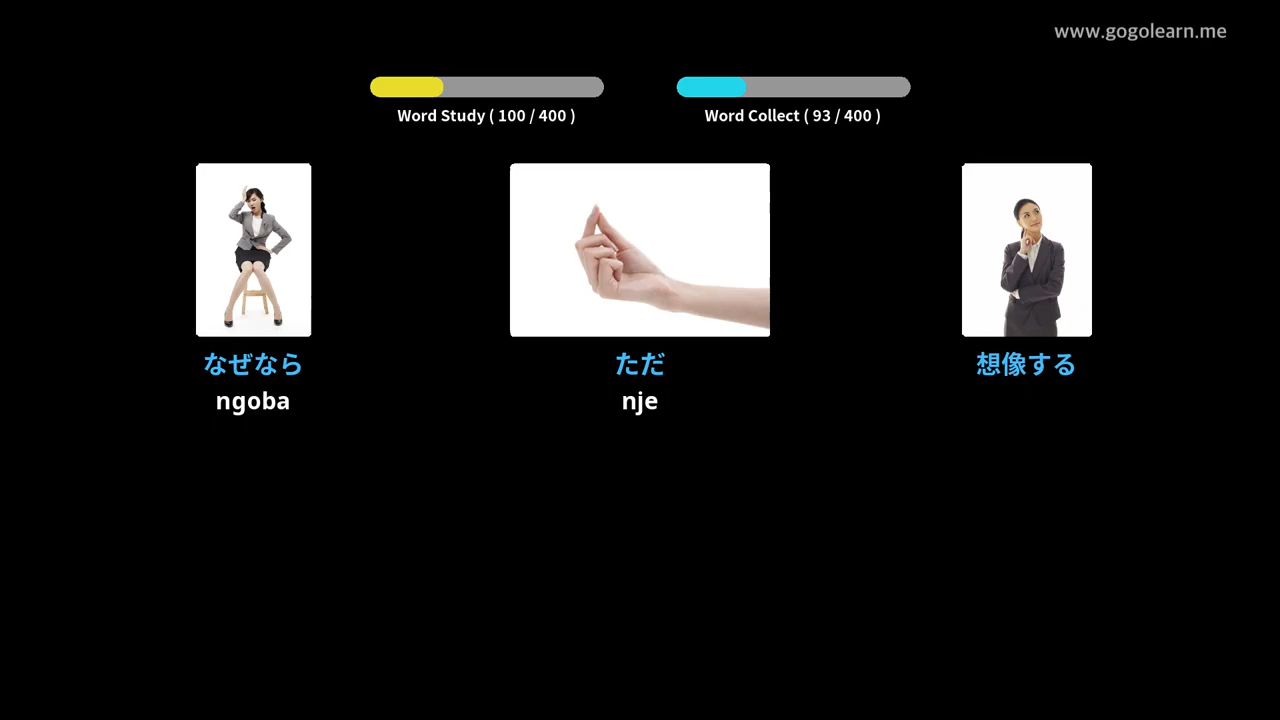 www.gogolearn.me
Word Study ( 100 / 400 )
Word Collect ( 93 / 400 )
なぜなら
ngoba
ただ
nje
想像する